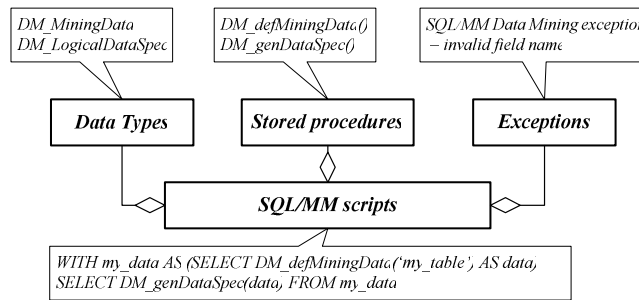 DM_MiningData
DM_LogicalDataSpec
DM_defMiningData()
DM_genDataSpec()
SQL/MM Data Mining exception
– invalid field name
Data Types
Stored procedures
Exceptions
SQL/MM scripts
WITH my_data AS (SELECT DM_defMiningData(‘my_table’) AS data)
SELECT DM_genDataSpec(data) FROM my_data